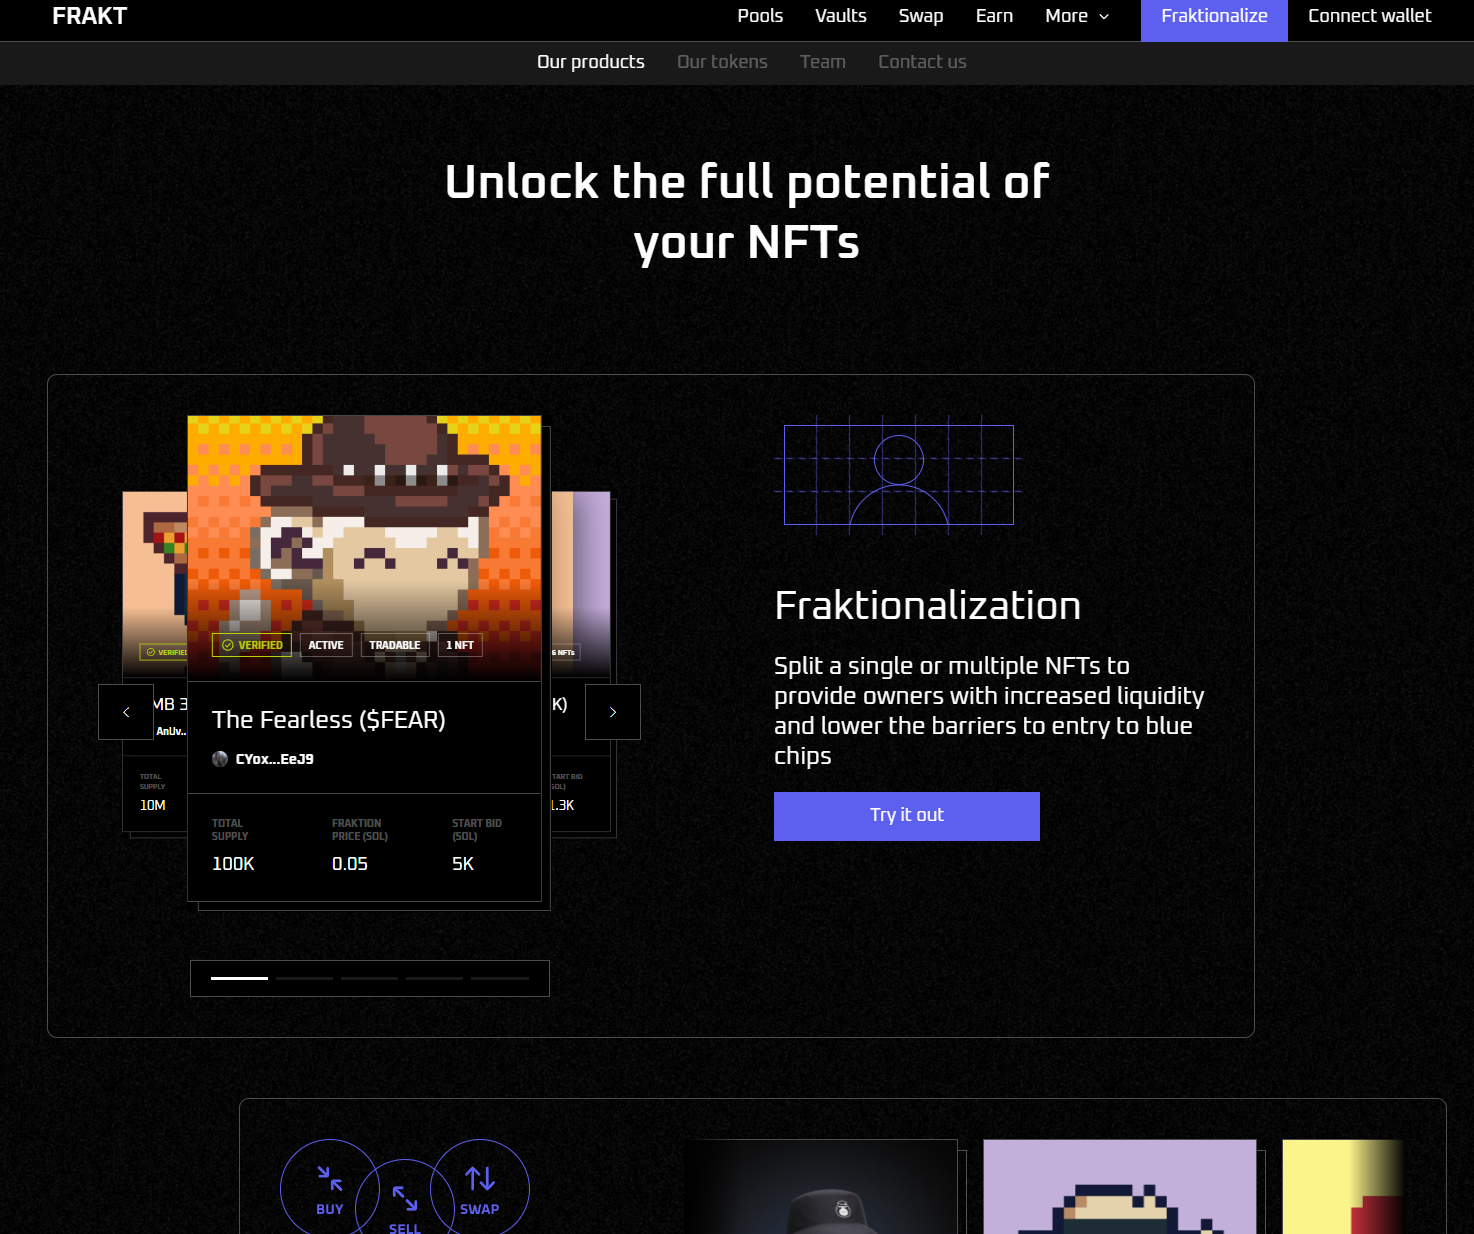 FRAKT
Pools Vaults Swap Earn More Fraktionalize Connect wallet
Our products Our tokens Team Contact us
Unlock the full potential of
your NFTs
VERIFIED ACTIVE TRADABLE 1 NFT
The Fearless ($FEAR)
CYox...EeJ9
TOTAL
SUPPLY
100K
FRAKTION
PRICE (SOL)
0.05
START BID
(SOL)
5K
VERIFIED
MB 3
AnUv..
TOTAL
SUPPLY
10M
6 NFTs
K)
TART BID
SOL)
1.3K
Fraktionalization
Split a single or multiple NFTs to
provide owners with increased liquidity
and lower the barriers to entry to blue
chips
Try it out
BUY
SELL
SWAP